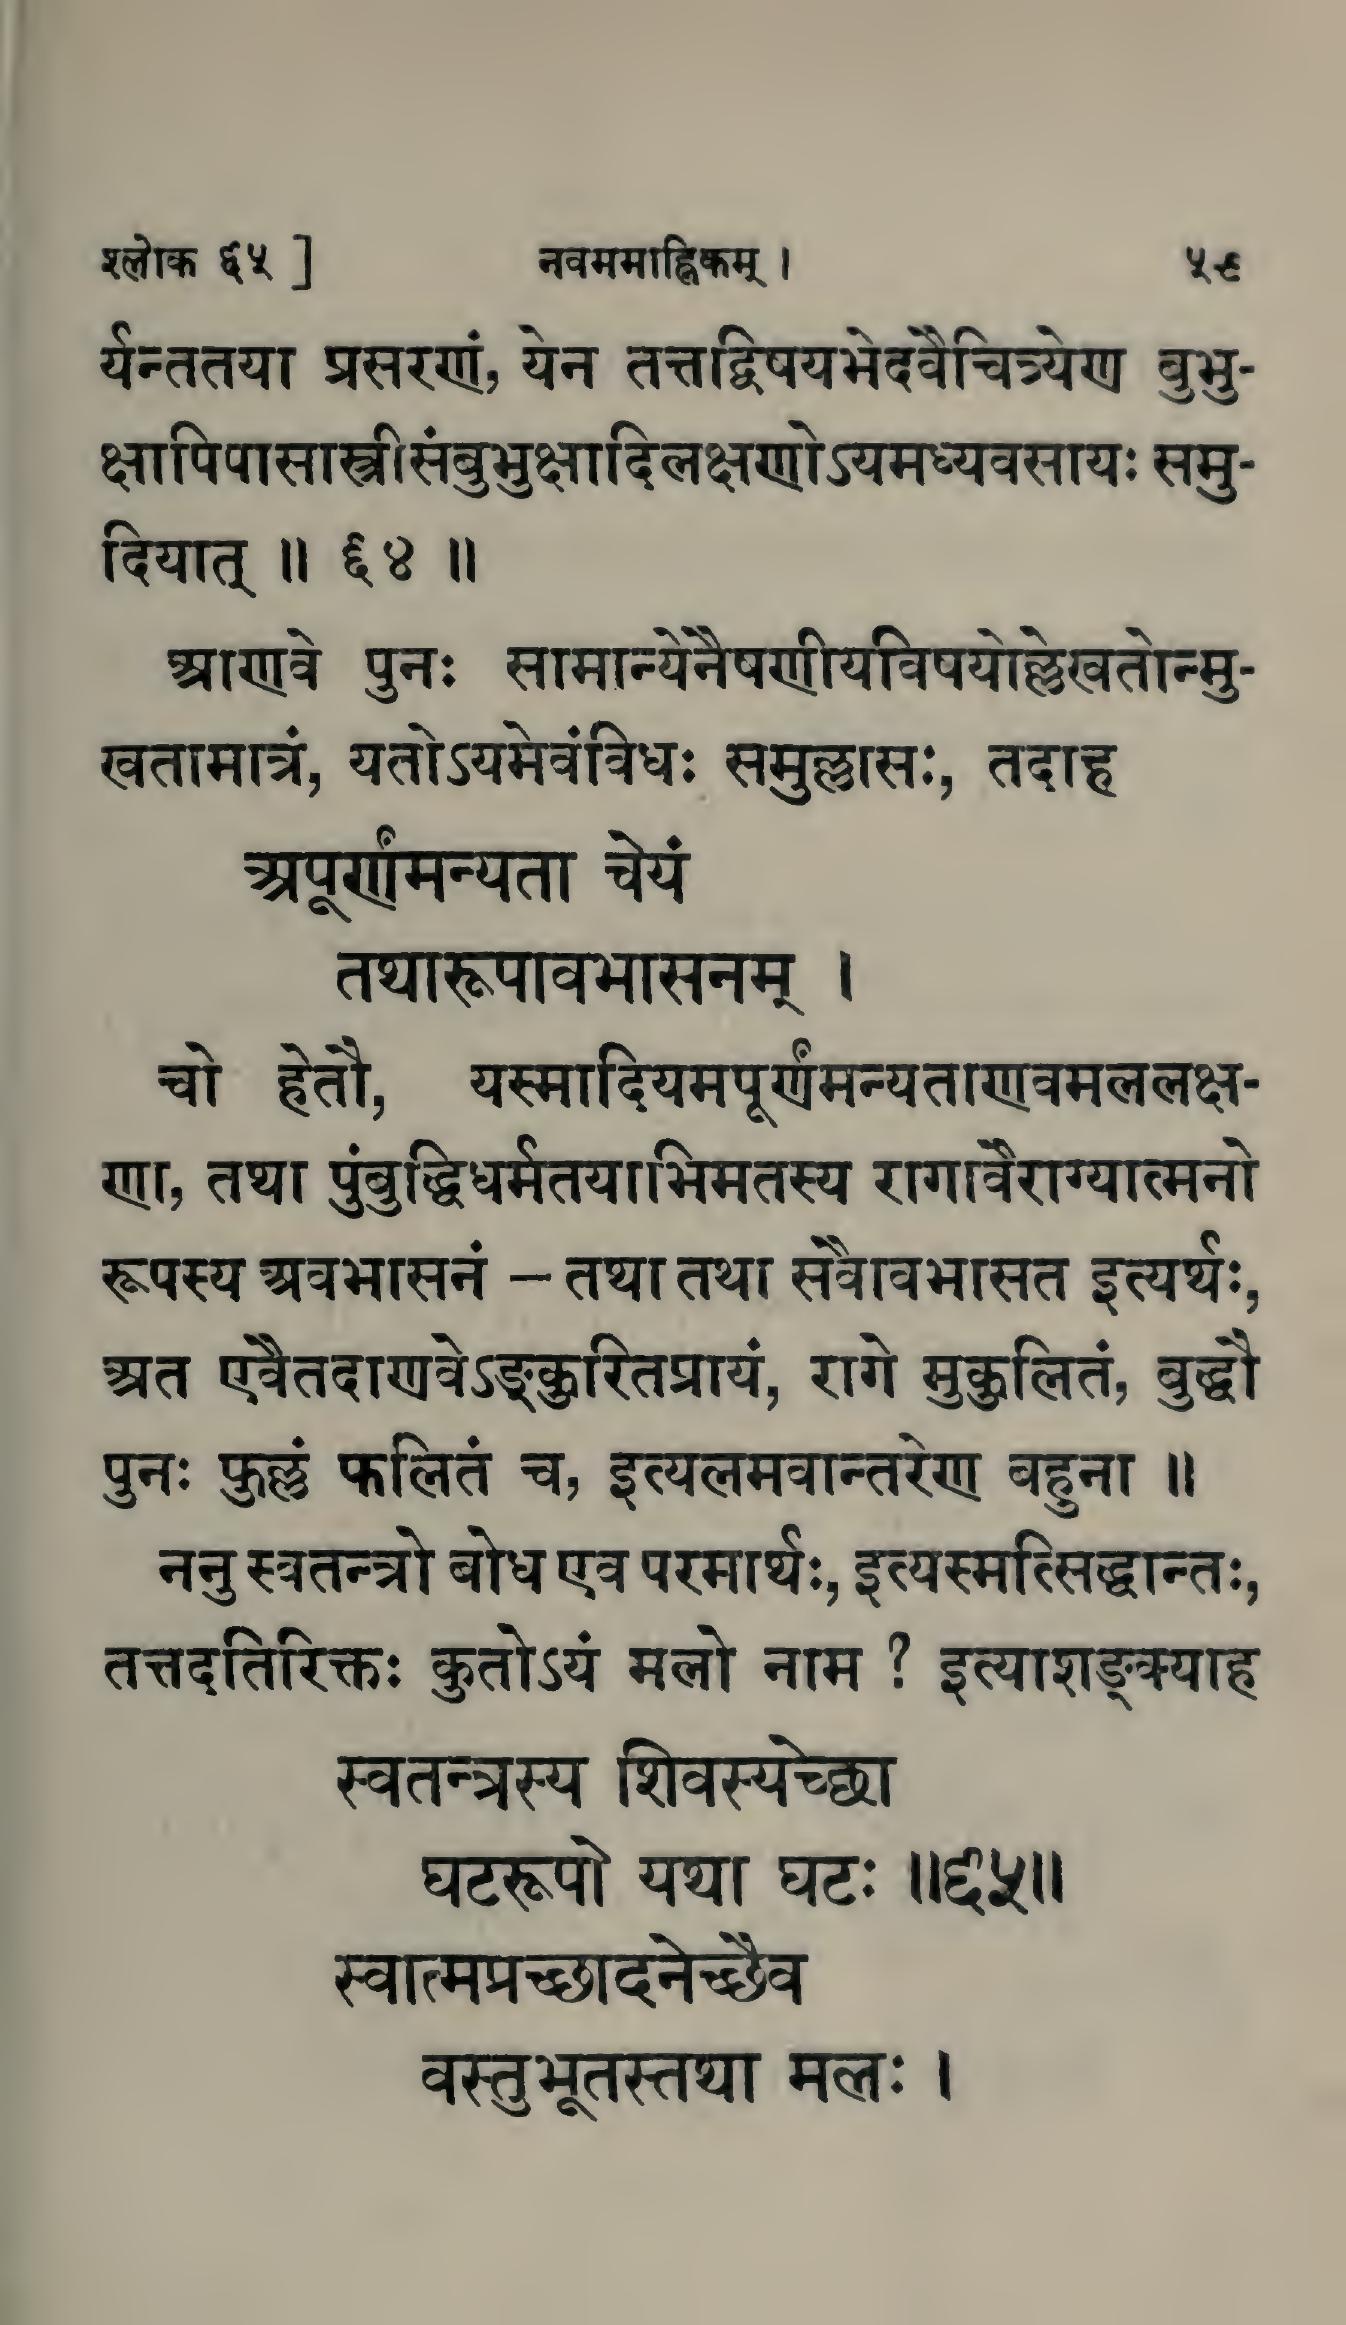 श्लोक ६५ ] नवममाह्निकम् । ५९
र्यन्ततया प्रसरणं, येन तत्तद्विषयभेदवैचित्र्येण बुभु-
क्षापिपासास्त्रीसंबुभुक्षादिलक्षणोऽयमध्यवसायः समु-
दियात् ॥ ६४ ॥
आणवे पुनः सामान्येनैषणीयविषयोल्लेखतोन्मु-
खतामात्रं, यतोऽयमेवंविधः समुल्लासः, तदाह
अपूर्णंमन्यता चेयं
तथारूपावभासनम् ।
चो हेतौ, यस्मादियमपूर्णंमन्यताणवमललक्ष-
णा, तथा पुंबुद्धिधर्मतयाभिमतस्य रागावैराग्यात्मनो
रूपस्य अवभासनं – तथा तथा सैवावभासत इत्यर्थः,
अत एवैतदाणवेऽङ्कुरितप्रायं, रागे मुकुलितं, बुद्धौ
पुनः फुल्लं फलितं च, इत्यलमवान्तरेण बहुना ॥
ननु स्वतन्त्रो बोध एव परमार्थः, इत्यस्मत्सिद्धान्तः,
तत्तदतिरिक्तः कुतोऽयं मलो नाम ? इत्याशङ्क्याह
स्वतन्त्रस्य शिवस्येच्छा
घटरूपो यथा घटः ॥६५॥
स्वात्मप्रच्छादनेच्छैव
वस्तुभूतस्तथा मलः ।